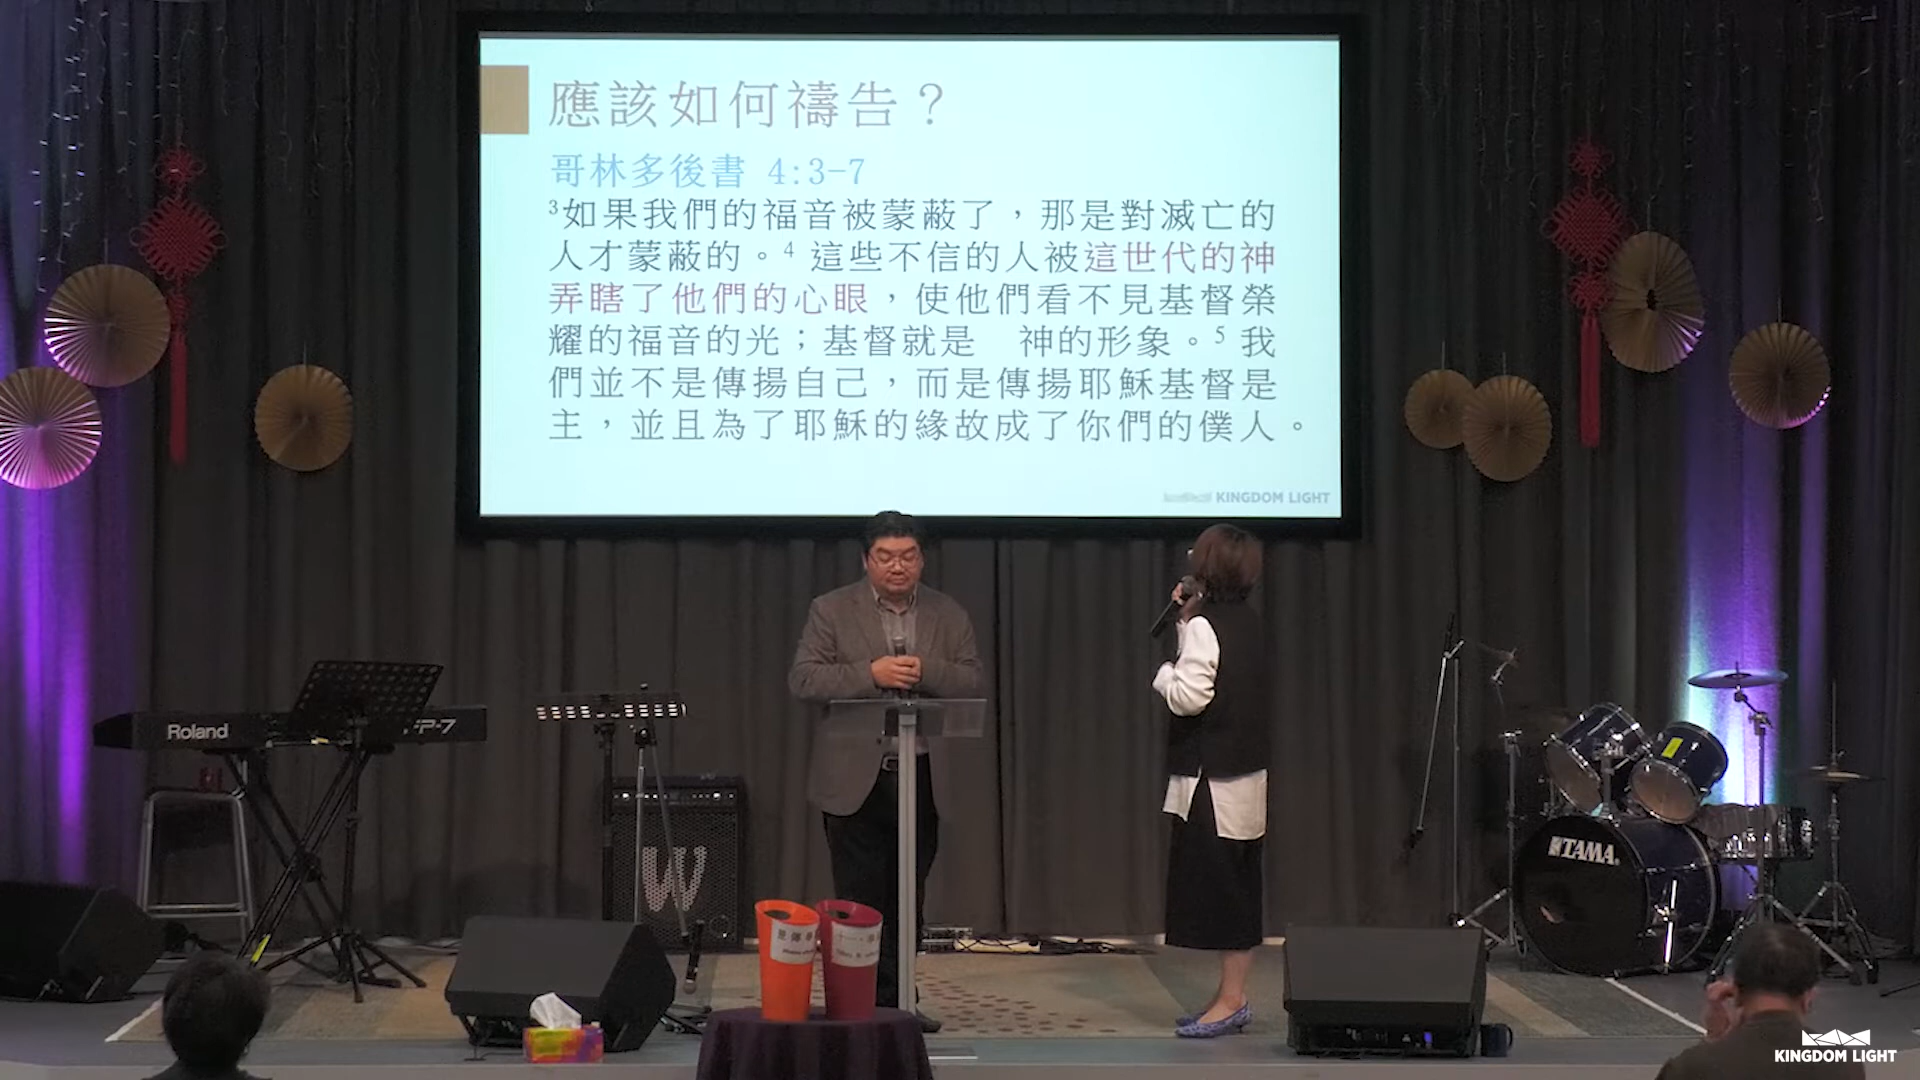 應該如何禱告？
哥林多後書 4:3-7
3如果我們的福音被蒙蔽了，那是對滅亡的
人才蒙蔽的。4 這些不信的人被這世代的神
弄瞎了他們的心眼，使他們看不見基督榮
耀的福音的光；基督就是　神的形象。5 我
們並不是傳揚自己，而是傳揚耶穌基督是
主，並且為了耶穌的緣故成了你們的僕人。
KINGDOM LIGHT
Roland
FP-7
W
TAMA
KINGDOM LIGHT